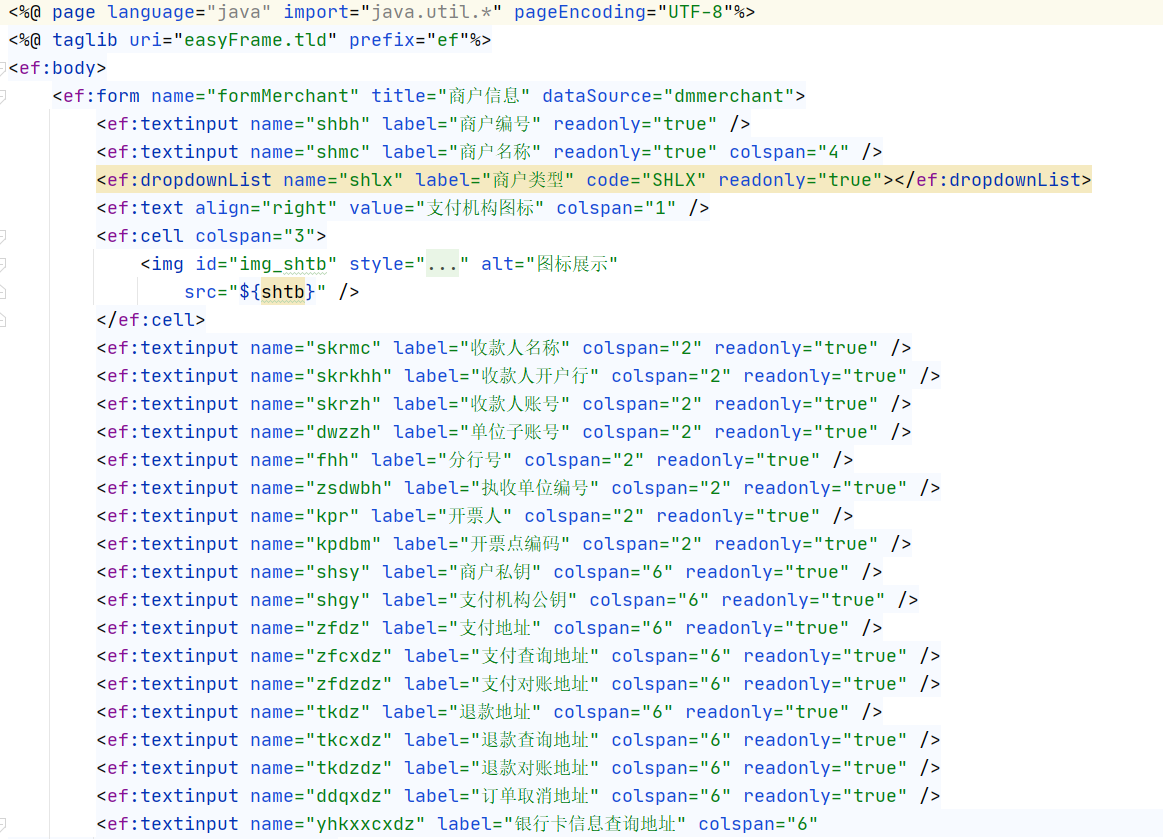 <%@ page language="java" import="java.util.*" pageEncoding="UTF-8"%>
<%@ taglib uri="easyFrame.tld" prefix="ef"%>
<ef:body>
    <ef:form name="formMerchant" title="商户信息" dataSource="dmmerchant">
        <ef:textinput name="shbh" label="商户编号" readonly="true" />
        <ef:textinput name="shmc" label="商户名称" readonly="true" colspan="4" />
        <ef:dropdownList name="shlx" label="商户类型" code="SHLX" readonly="true"></ef:dropdownList>
        <ef:text align="right" value="支付机构图标" colspan="1" />
        <ef:cell colspan="3">
            <img id="img_shtb" style="..." alt="图标展示"
                src="${shtb}" />
        </ef:cell>
        <ef:textinput name="skrmc" label="收款人名称" colspan="2" readonly="true" />
        <ef:textinput name="skrkhh" label="收款人开户行" colspan="2" readonly="true" />
        <ef:textinput name="skrzh" label="收款人账号" colspan="2" readonly="true" />
        <ef:textinput name="dwzzh" label="单位子账号" colspan="2" readonly="true" />
        <ef:textinput name="fhh" label="分行号" colspan="2" readonly="true" />
        <ef:textinput name="zsdwbh" label="执收单位编号" colspan="2" readonly="true" />
        <ef:textinput name="kpr" label="开票人" colspan="2" readonly="true" />
        <ef:textinput name="kpdbm" label="开票点编码" colspan="2" readonly="true" />
        <ef:textinput name="shsy" label="商户私钥" colspan="6" readonly="true" />
        <ef:textinput name="shgy" label="支付机构公钥" colspan="6" readonly="true" />
        <ef:textinput name="zfdz" label="支付地址" colspan="6" readonly="true" />
        <ef:textinput name="zfcxdz" label="支付查询地址" colspan="6" readonly="true" />
        <ef:textinput name="zfdzdz" label="支付对账地址" colspan="6" readonly="true" />
        <ef:textinput name="tkdz" label="退款地址" colspan="6" readonly="true" />
        <ef:textinput name="tkcxdz" label="退款查询地址" colspan="6" readonly="true" />
        <ef:textinput name="tkdzdz" label="退款对账地址" colspan="6" readonly="true" />
        <ef:textinput name="ddqxdz" label="订单取消地址" colspan="6" readonly="true" />
        <ef:textinput name="yhkxxcxdz" label="银行卡信息查询地址" colspan="6"